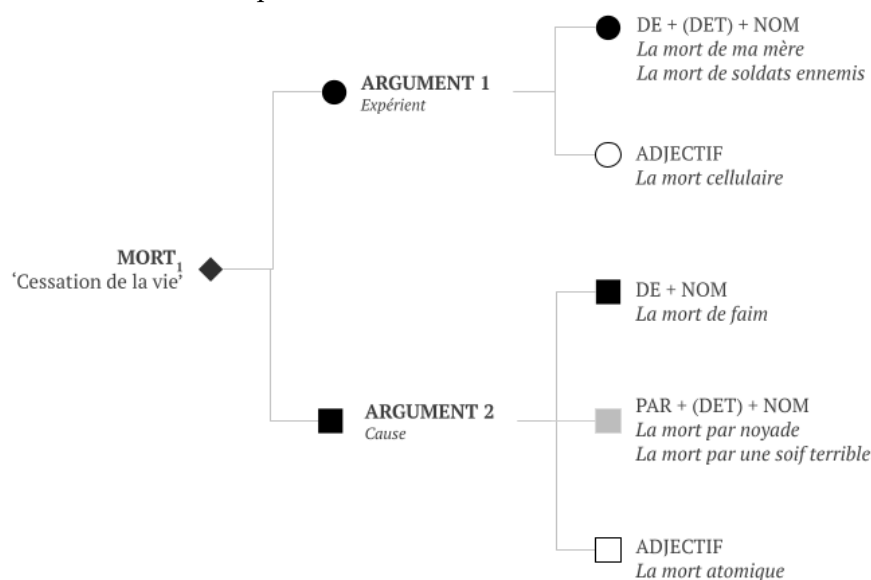 DE + (DET) + NOM
La mort de ma mère
La mort de soldats ennemis
ARGUMENT 1
Expérient
ADJECTIF
La mort cellulaire
MORT₁
‘Cessation de la vie’
DE + NOM
La mort de faim
ARGUMENT 2
Cause
PAR + (DET) + NOM
La mort par noyade
La mort par une soif terrible
ADJECTIF
La mort atomique